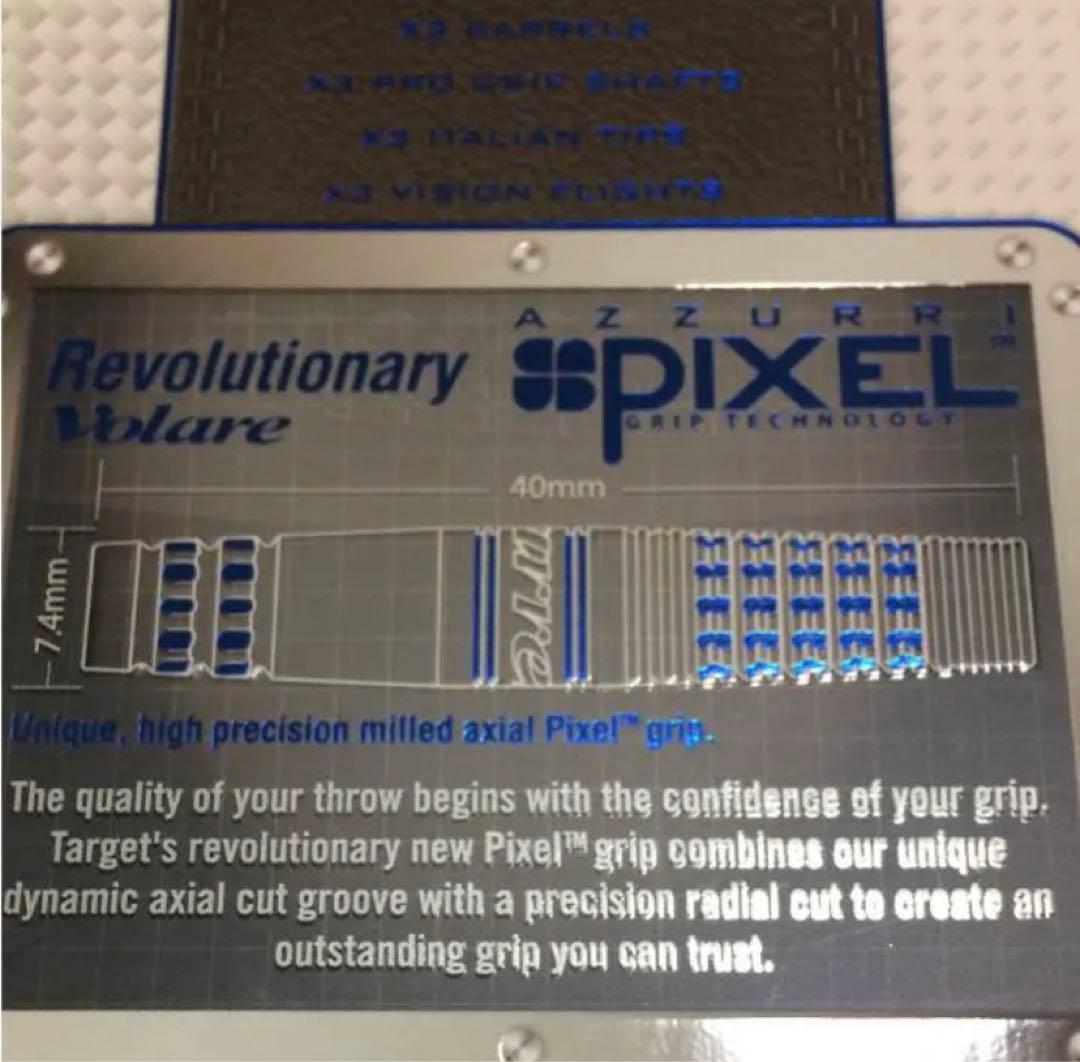 X3 BARRELS
X3 PRO GRIP SHAFTS
X3 ITALIAN TIPS
X3 VISION FLIGHTS
AZZURRI
Revolutionary
Volare
PIXEL™
GRIP TECHNOLOGY
40mm
7.4mm
Unique, high precision milled axial Pixel™ grip.
The quality of your throw begins with the confidence of your grip.
Target's revolutionary new Pixel™ grip combines our unique
dynamic axial cut groove with a precision radial cut to create an
outstanding grip you can trust.